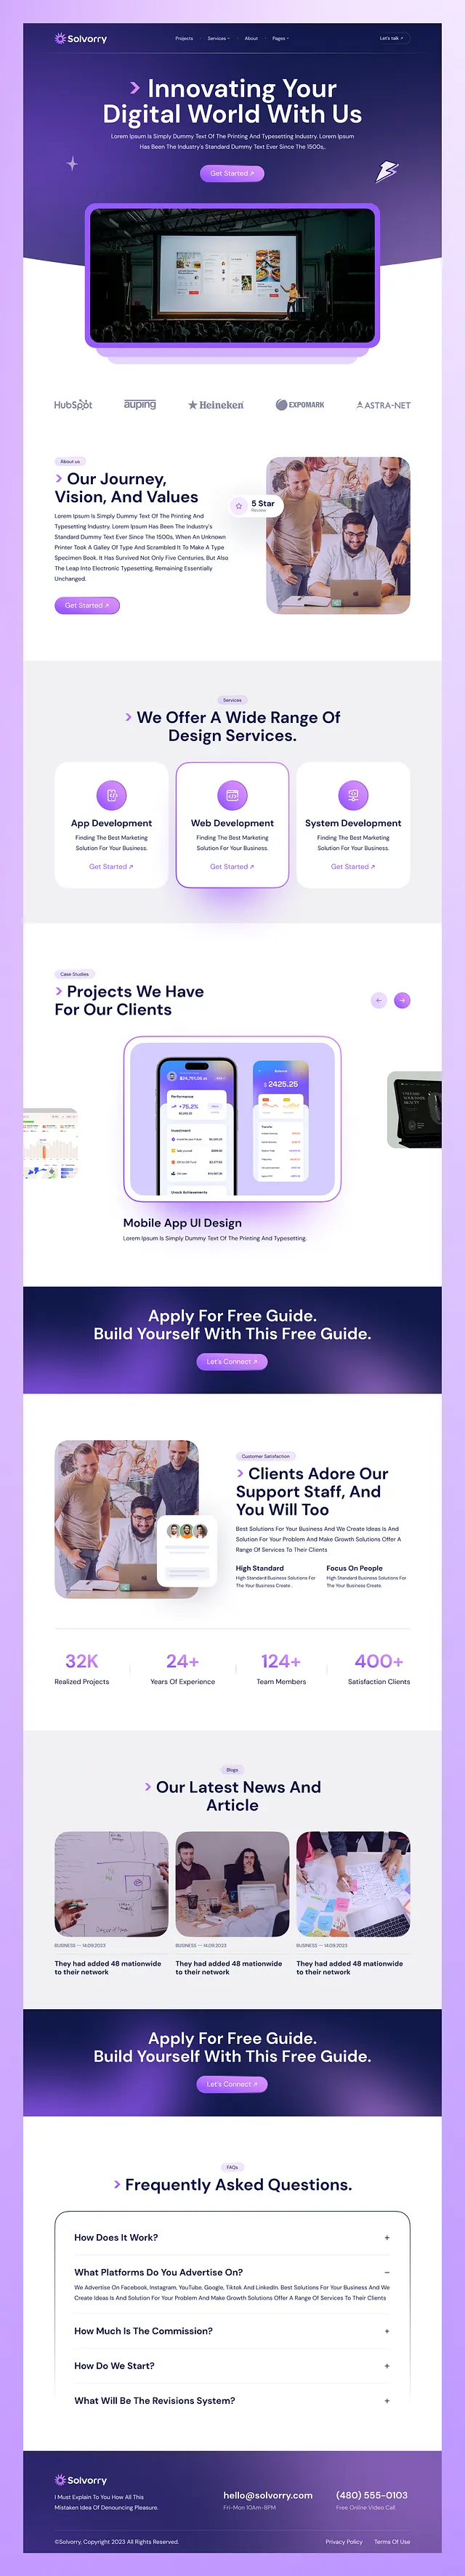 Solvorry
Projects
Services
About
Pages
Let's talk ↗
> Innovating Your
Digital World With Us
Lorem Ipsum Is Simply Dummy Text Of The Printing And Typesetting Industry. Lorem Ipsum
Has Been The Industry's Standard Dummy Text Ever Since The 1500s,.
Get Started ↗
HubSpot
auping
Heineken
EXPOMARK
ASTRA-NET
About us
> Our Journey,
Vision, And Values
5 Star
Review
Lorem Ipsum Is Simply Dummy Text Of The Printing And
Typesetting Industry. Lorem Ipsum Has Been The Industry's
Standard Dummy Text Ever Since The 1500s, When An Unknown
Printer Took A Galley Of Type And Scrambled It To Make A Type
Specimen Book. It Has Survived Not Only Five Centuries, But Also
The Leap Into Electronic Typesetting, Remaining Essentially
Unchanged.
Get Started ↗
Services
> We Offer A Wide Range Of
Design Services.
App Development
Finding The Best Marketing
Solution For Your Business.
Get Started ↗
Web Development
Finding The Best Marketing
Solution For Your Business.
Get Started ↗
System Development
Finding The Best Marketing
Solution For Your Business.
Get Started ↗
Case Studies
> Projects We Have
For Our Clients
Performance
+75.2%
Investment
Unlock Achievements
$ 2425.25
Transfer
Mobile App UI Design
Lorem Ipsum Is Simply Dummy Text Of The Printing And Typesetting.
Apply For Free Guide.
Build Yourself With This Free Guide.
Let's Connect ↗
Customer Satisfaction
> Clients Adore Our
Support Staff, And
You Will Too
Best Solutions For Your Business And We Create Ideas Is And
Solution For Your Problem And Make Growth Solutions Offer A
Range Of Services To Their Clients
High Standard
High Standard Business Solutions For
The Your Business Create .
Focus On People
High Standard Business Solutions For
The Your Business Create.
32K
Realized Projects
24+
Years Of Experience
124+
Team Members
400+
Satisfaction Clients
Blogs
> Our Latest News And
Article
BUSINESS — 14.09.2023
They had added 48 mationwide
to their network
BUSINESS — 14.09.2023
They had added 48 mationwide
to their network
BUSINESS — 14.09.2023
They had added 48 mationwide
to their network
Apply For Free Guide.
Build Yourself With This Free Guide.
Let's Connect ↗
FAQs
> Frequently Asked Questions.
How Does It Work?
+
What Platforms Do You Advertise On?
−
We Advertise On Facebook, Instagram, YouTube, Google, Tiktok And LinkedIn. Best Solutions For Your Business And We
Create Ideas Is And Solution For Your Problem And Make Growth Solutions Offer A Range Of Services To Their Clients
How Much Is The Commission?
+
How Do We Start?
+
What Will Be The Revisions System?
+
Solvorry
I Must Explain To You How All This
Mistaken Idea Of Denouncing Pleasure.
hello@solvorry.com
Fri-Mon 10Am-8PM
(480) 555-0103
Free Online Video Call
©Solvorry. Copyright 2023 All Rights Reserved.
Privacy Policy
Terms Of Use